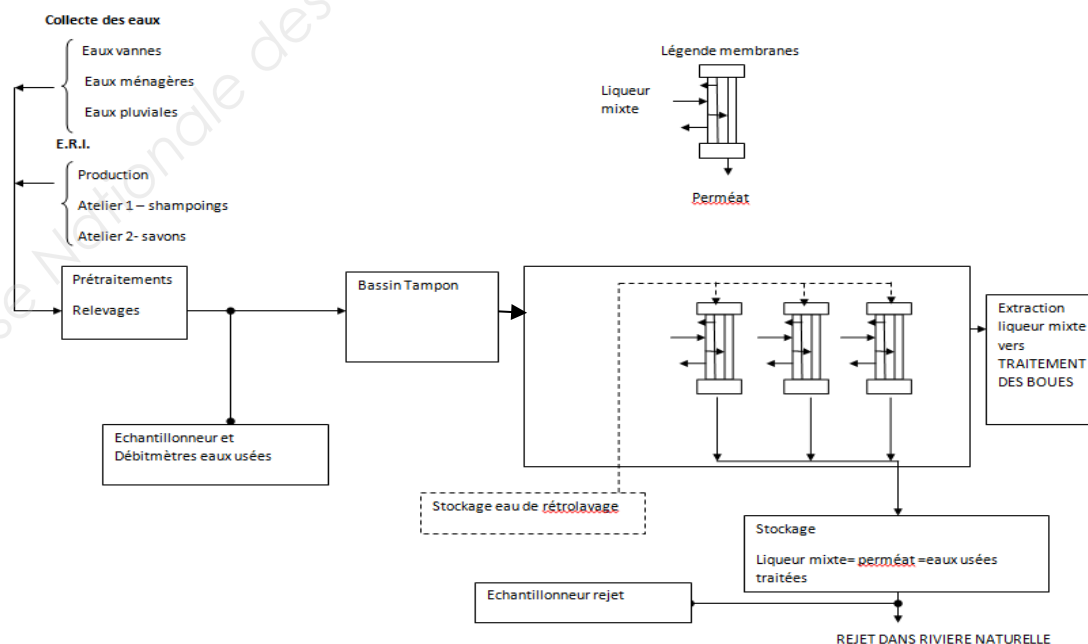 Collecte des eaux
Eaux vannes
Eaux ménagères
Eaux pluviales
E.R.I.
Production
Atelier 1 – shampoings
Atelier 2- savons
Légende membranes
Liqueur
mixte
Perméat
Prétraitements
Relevages
Bassin Tampon
Extraction
liqueur mixte
vers
TRAITEMENT
DES BOUES
Echantillonneur et
Débitmètres eaux usées
Stockage eau de rétrolavage
Stockage
Liqueur mixte= perméat =eaux usées
traitées
Echantillonneur rejet
REJET DANS RIVIERE NATURELLE
Nationale des